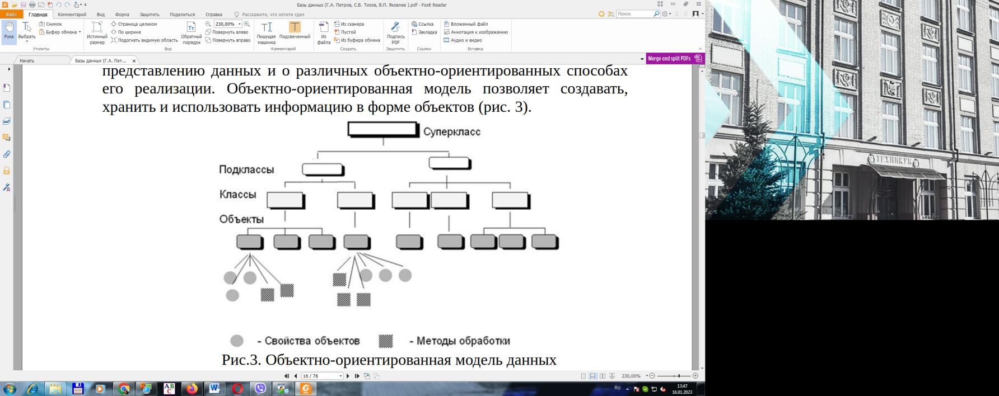 Базы данных (Г.А. Петров, С.В. Тихов, В.П. Яковлев ).pdf - Foxit Reader
Файл Главная Комментарий Вид Форма Защитить Поделиться Справка Расскажите, что хотите сдел Поиск
Рука Выбрать Снимок Буфер обмена Утилиты
Истинный размер Страница целиком По ширине Подогнать видимую область Обратный порядок 230,00% Повернуть влево Повернуть вправо Вид
Пишущая машинка Подсвеченный Комментарий
Из файла Из сканера Пустой Из буфера обмена Создать
Подпись PDF Защитить
Ссылка Закладка Ссылки
Вложенный файл Аннотация к изображению Аудио и видео Вставка
Начать Базы данных (Г.А. Пет... Merge and split PDFs
представлению данных и о различных объектно-ориентированных способах
его реализации. Объектно-ориентированная модель позволяет создавать,
хранить и использовать информацию в форме объектов (рис. 3).
Суперкласс
Подклассы
Классы
Объекты
- Свойства объектов - Методы обработки
Рис.3. Объектно-ориентированная модель данных
16 / 76 230,00%
RU 13:47
16.01.2023
ТЕХНИКУМ